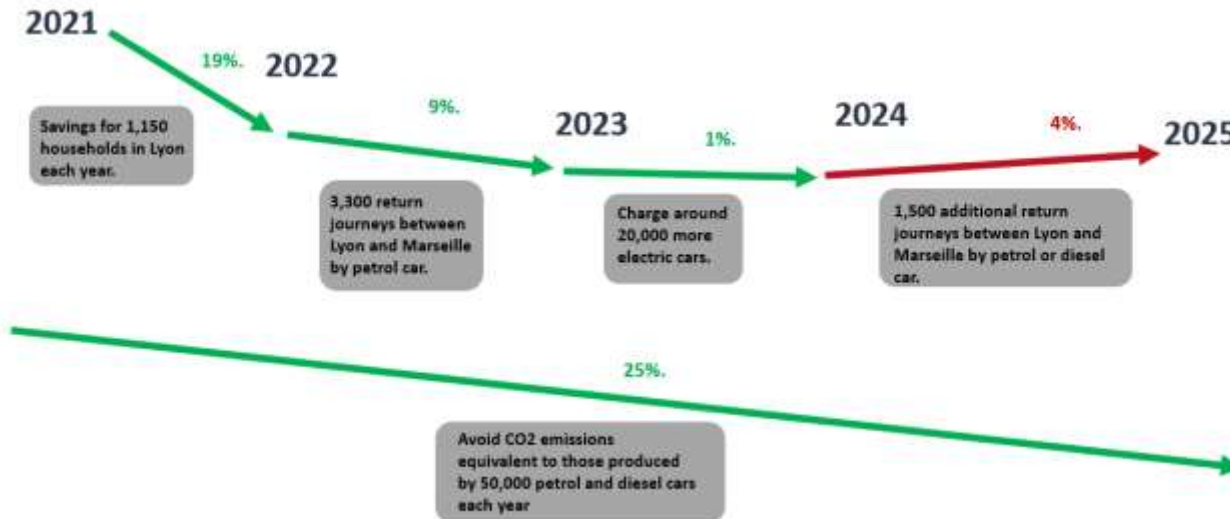 2021
19%.
2022
9%.
2023
1%.
2024
4%.
2025
Savings for 1,150
households in Lyon
each year.
3,300 return
journeys between
Lyon and Marseille
by petrol car.
Charge around
20,000 more
electric cars.
1,500 additional return
journeys between Lyon and
Marseille by petrol or diesel
car.
25%.
Avoid CO2 emissions
equivalent to those produced
by 50,000 petrol and diesel cars
each year